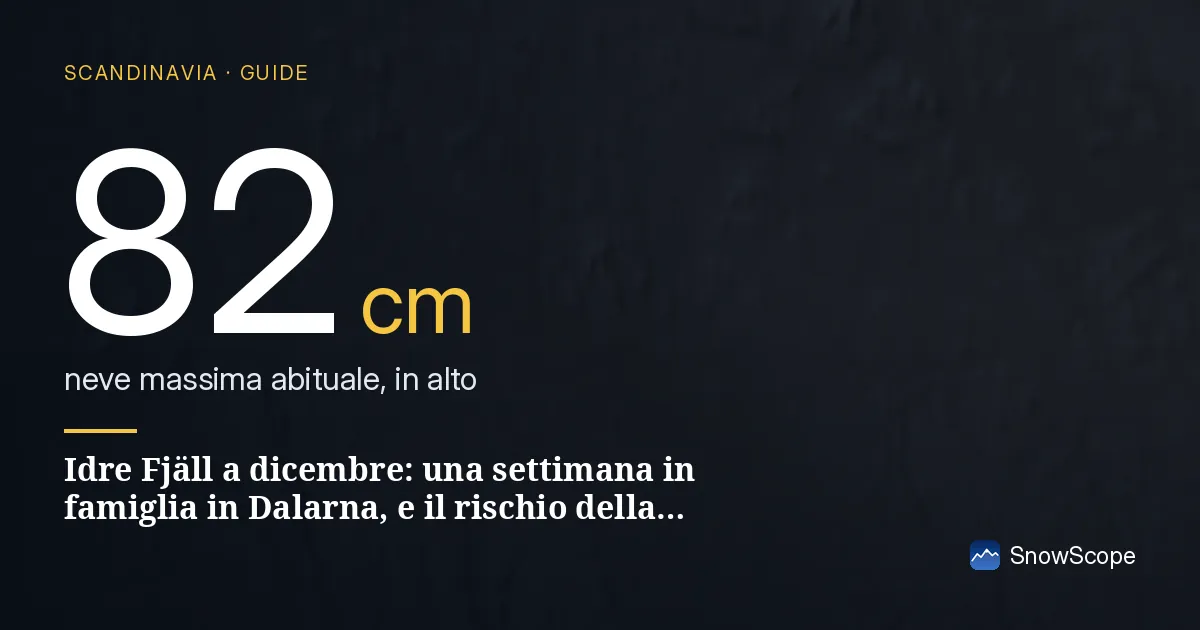 SCANDINAVIA · GUIDE
82 cm
neve massima abituale, in alto
Idre Fjäll a dicembre: una settimana in
famiglia in Dalarna, e il rischio della...
SnowScope